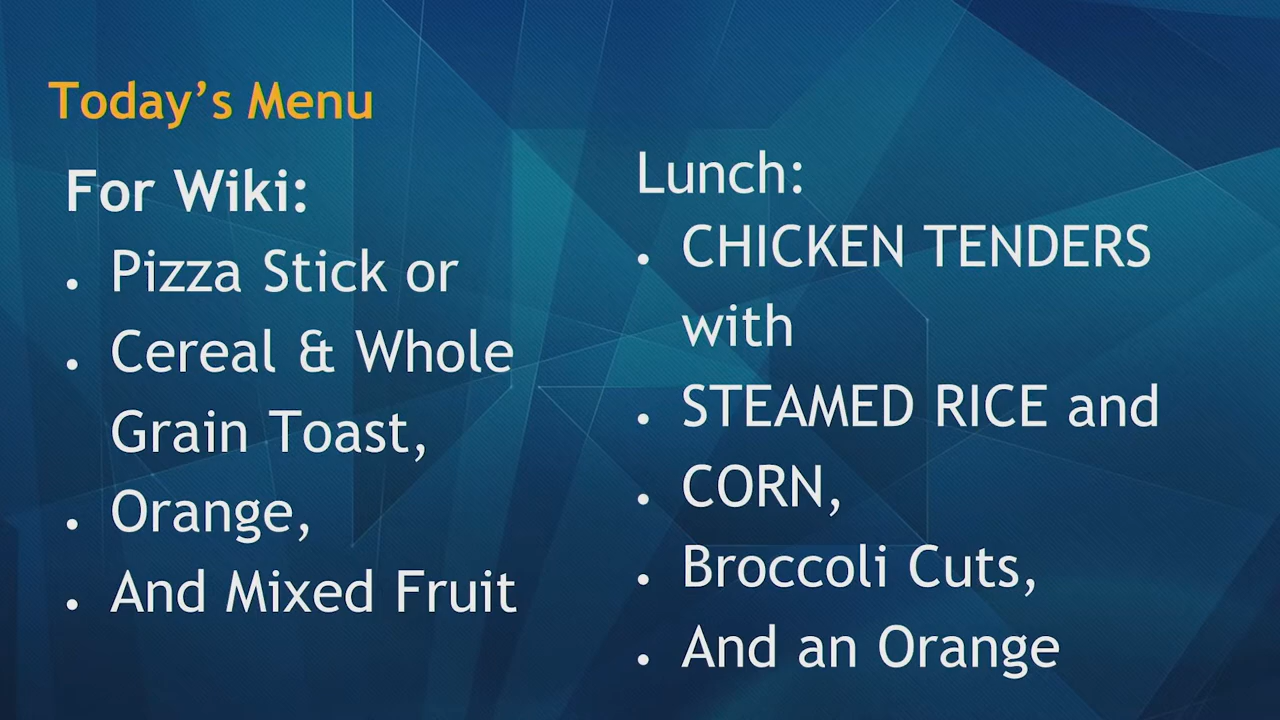 Today's Menu
For Wiki:
• Pizza Stick or
• Cereal & Whole
Grain Toast,
• Orange,
• And Mixed Fruit
Lunch:
• CHICKEN TENDERS
with
• STEAMED RICE and
• CORN,
• Broccoli Cuts,
• And an Orange